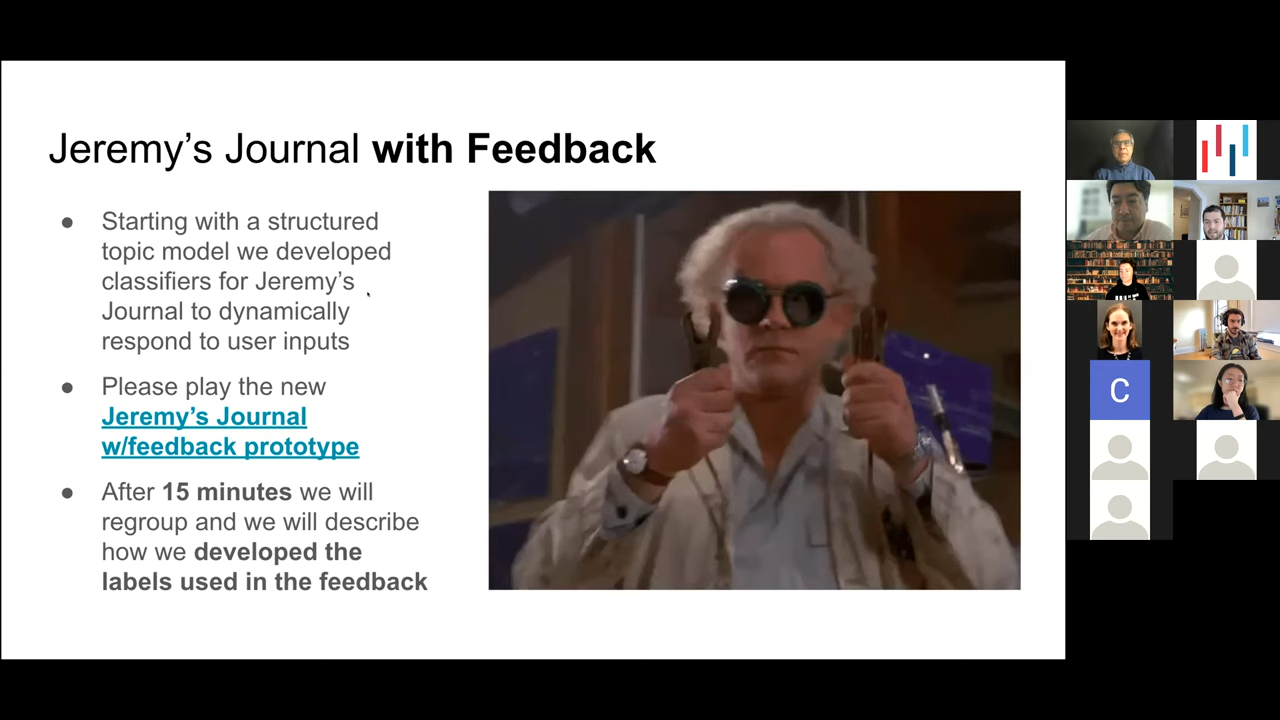 Jeremy's Journal with Feedback
● Starting with a structured
topic model we developed
classifiers for Jeremy's
Journal to dynamically
respond to user inputs
● Please play the new
Jeremy's Journal
w/feedback prototype
● After 15 minutes we will
regroup and we will describe
how we developed the
labels used in the feedback
C